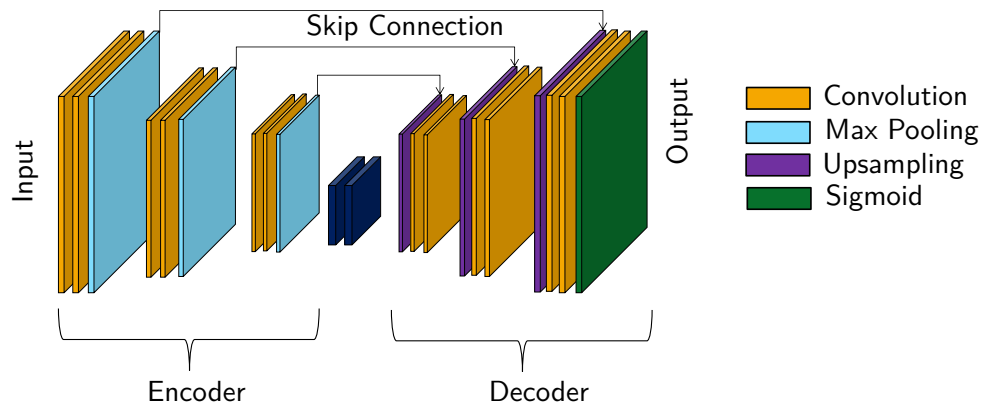 Skip Connection
Input
Output
Convolution
Max Pooling
Upsampling
Sigmoid
Encoder
Decoder